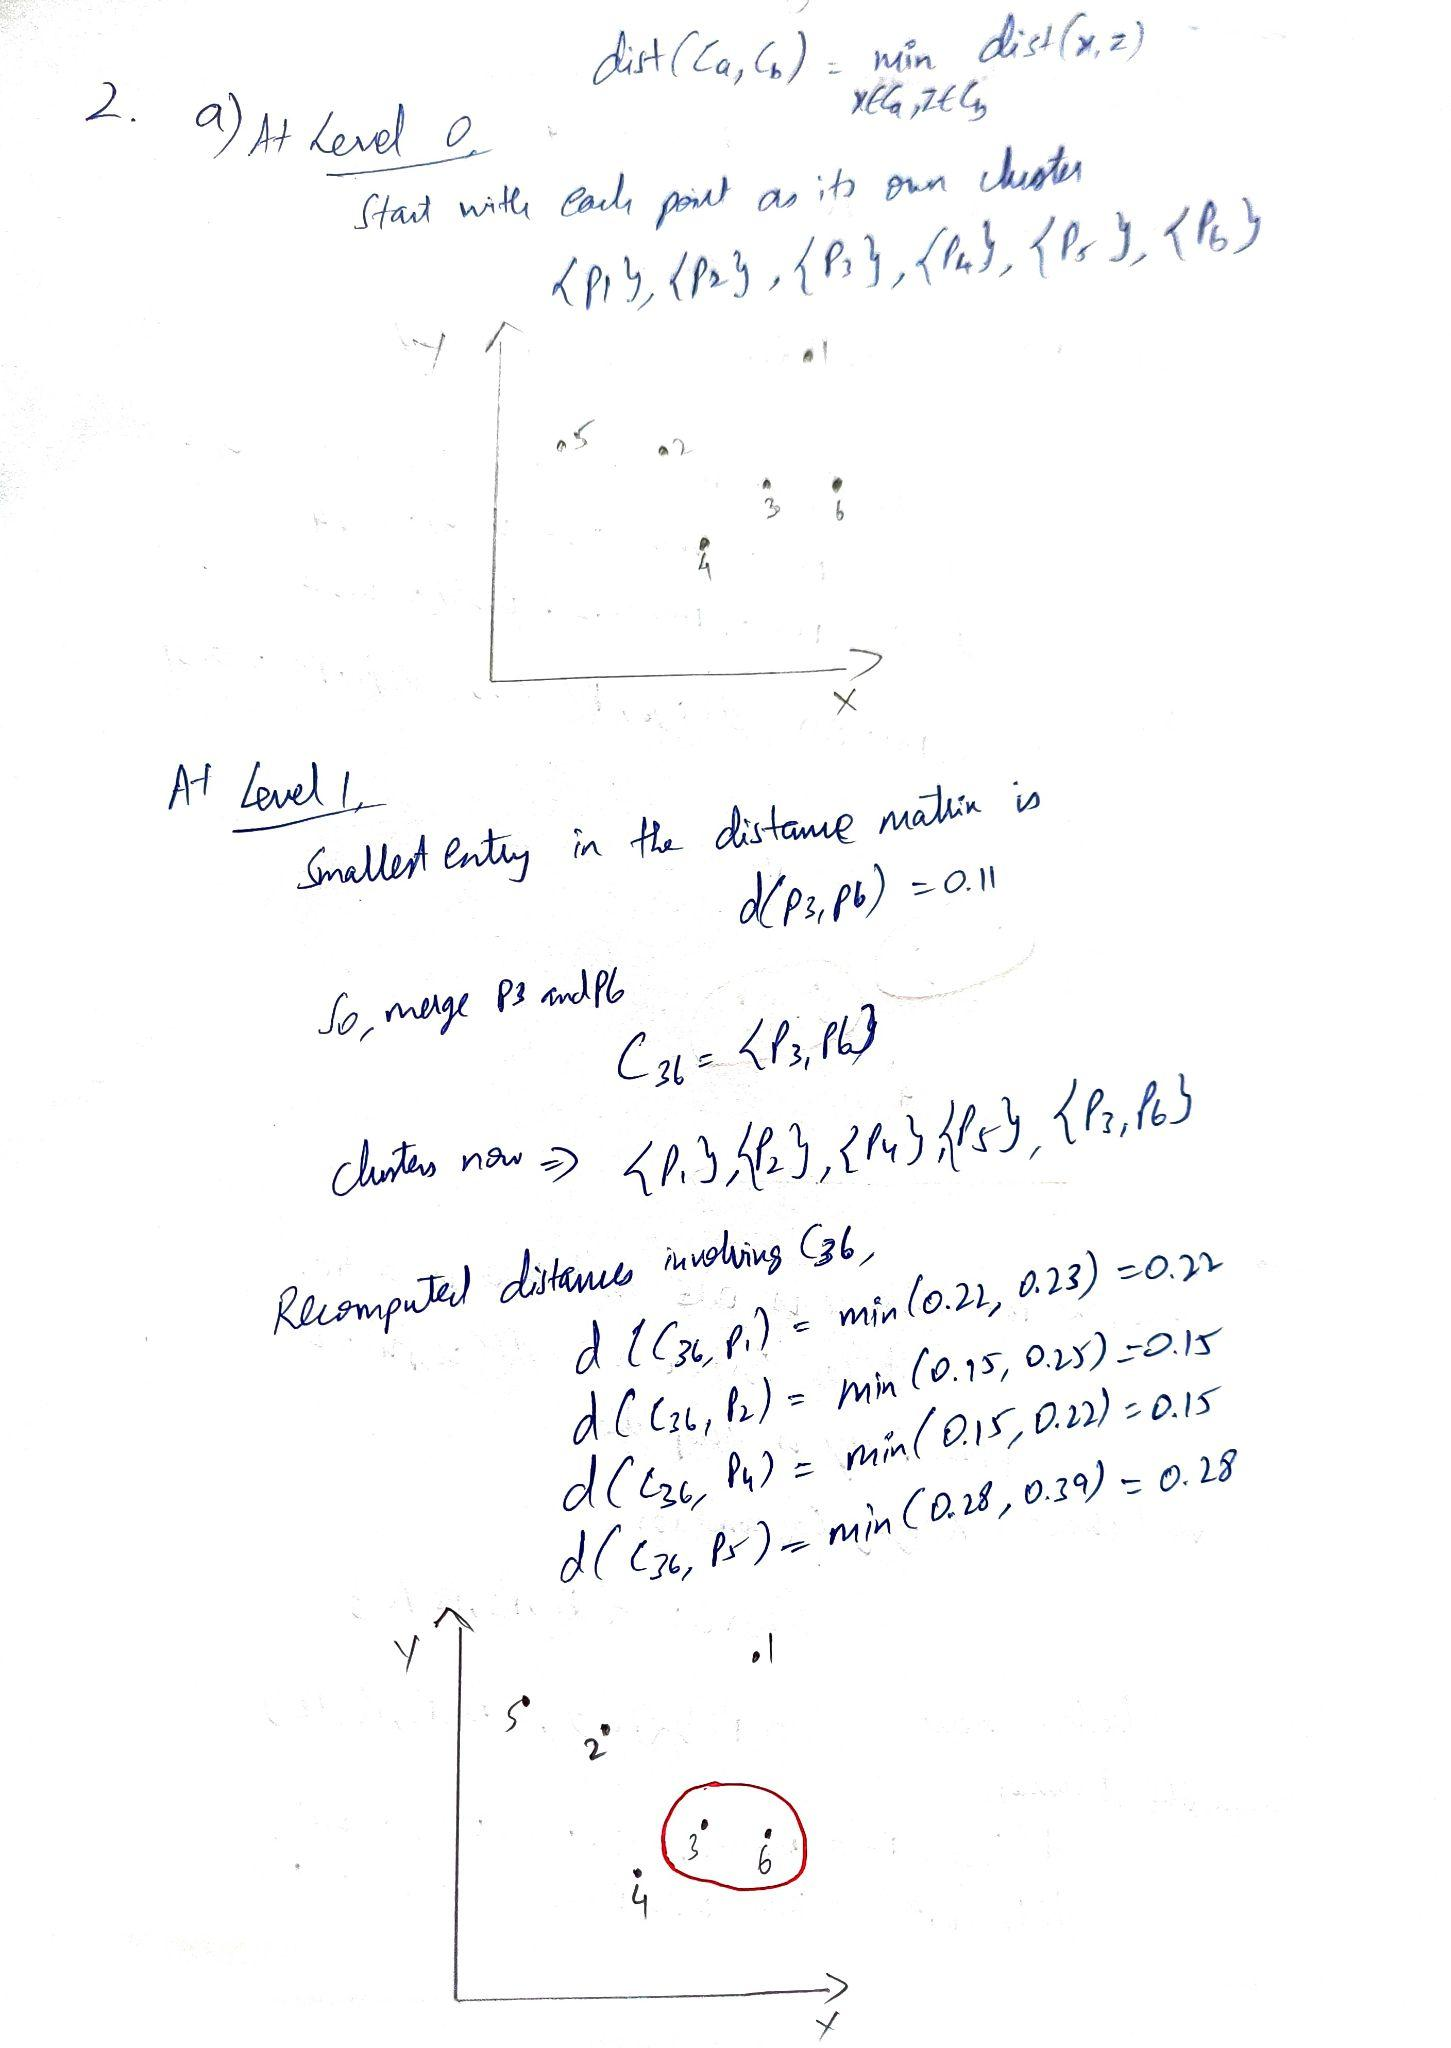 dist(Ca, Cb) = min dist(x, z)
x∈Ca, z∈Cb
2. a) At Level 0,
Start with each point as its own cluster
{P1}, {P2}, {P3}, {P4}, {P5}, {P6}
Y
•1
•5 •2
3 6
4
X
At Level 1,
Smallest entry in the distance matrix is
d(P3, P6) = 0.11
So, merge P3 and P6
C36 = {P3, P6}
Clusters now ⇒ {P1}, {P2}, {P4}, {P5}, {P3, P6}
Recomputed distances involving C36,
d(C36, P1) = min(0.22, 0.23) = 0.22
d(C36, P2) = min(0.15, 0.25) = 0.15
d(C36, P4) = min(0.15, 0.22) = 0.15
d(C36, P5) = min(0.28, 0.39) = 0.28
Y
•1
5 2
3 6
4
X